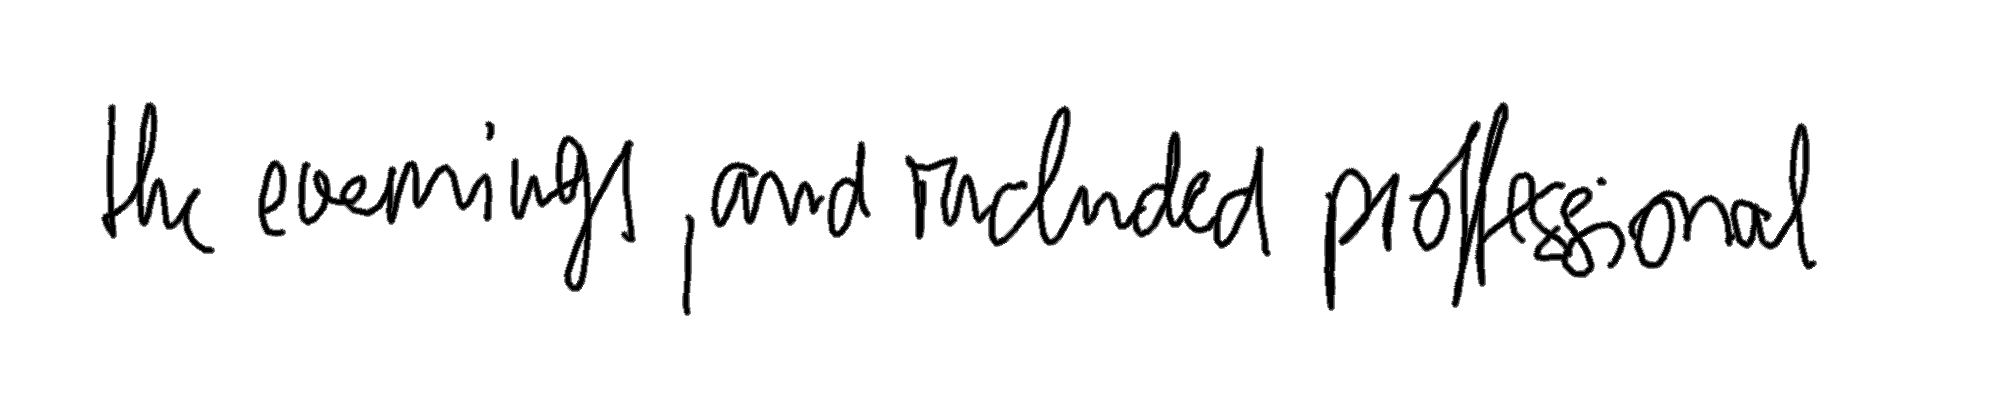 the evenings, and included professional